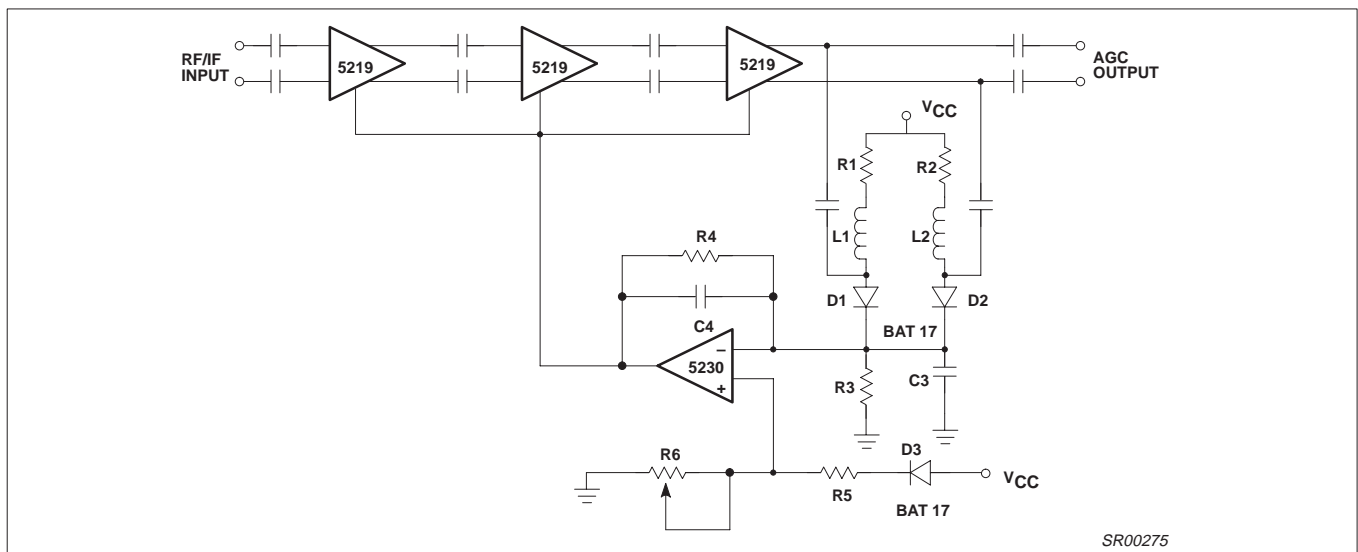 RF/IF
INPUT
5219
5219
5219
AGC
OUTPUT
VCC
R1
R2
L1
L2
R4
C4
D1
D2
BAT 17
–
5230
+
R3
C3
R6
R5
D3
BAT 17
VCC
SR00275